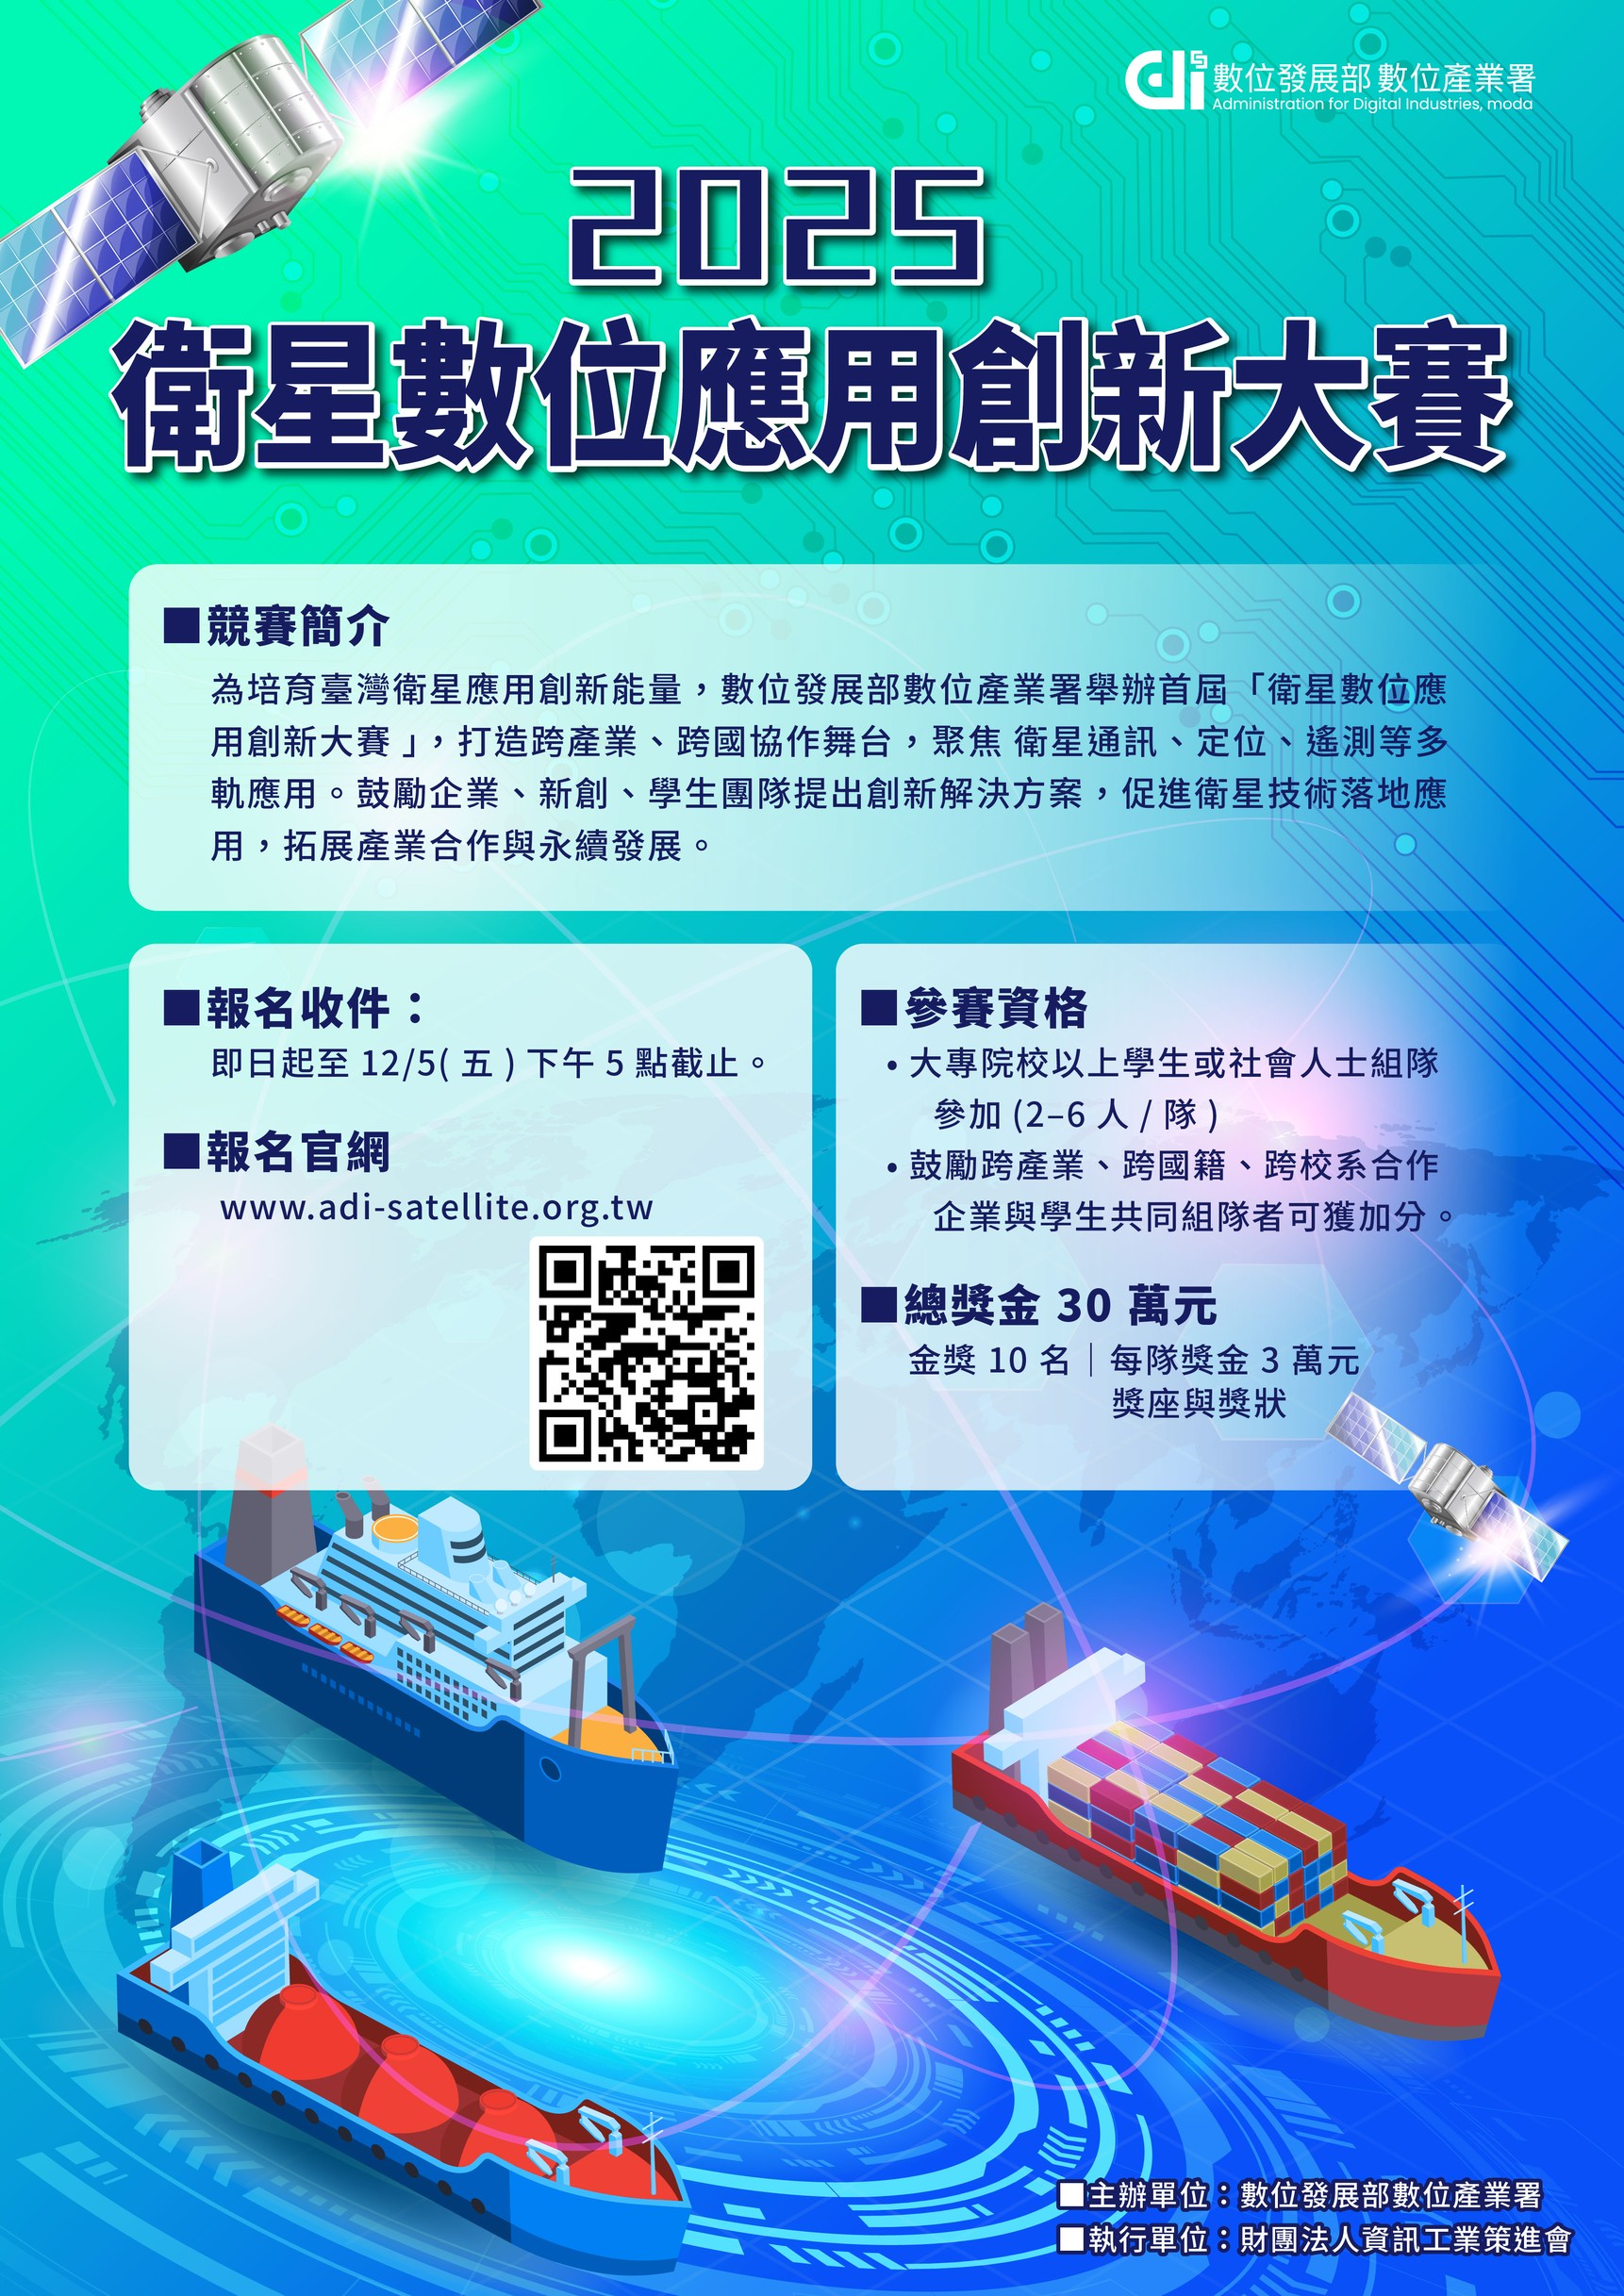 數位發展部 數位產業署
Administration for Digital Industries, moda
2025
衛星數位應用創新大賽
■競賽簡介
為培育臺灣衛星應用創新能量，數位發展部數位產業署舉辦首屆「衛星數位應
用創新大賽 」，打造跨產業、跨國協作舞台，聚焦 衛星通訊、定位、遙測等多
軌應用。鼓勵企業、新創、學生團隊提出創新解決方案，促進衛星技術落地應
用，拓展產業合作與永續發展。
■報名收件：
即日起至 12/5( 五 ) 下午 5 點截止。
■報名官網
www.adi-satellite.org.tw
■參賽資格
• 大專院校以上學生或社會人士組隊
參加 (2–6 人 / 隊 )
• 鼓勵跨產業、跨國籍、跨校系合作
企業與學生共同組隊者可獲加分。
■總獎金 30 萬元
金獎 10 名｜每隊獎金 3 萬元
獎座與獎狀
■主辦單位：數位發展部數位產業署
■執行單位：財團法人資訊工業策進會